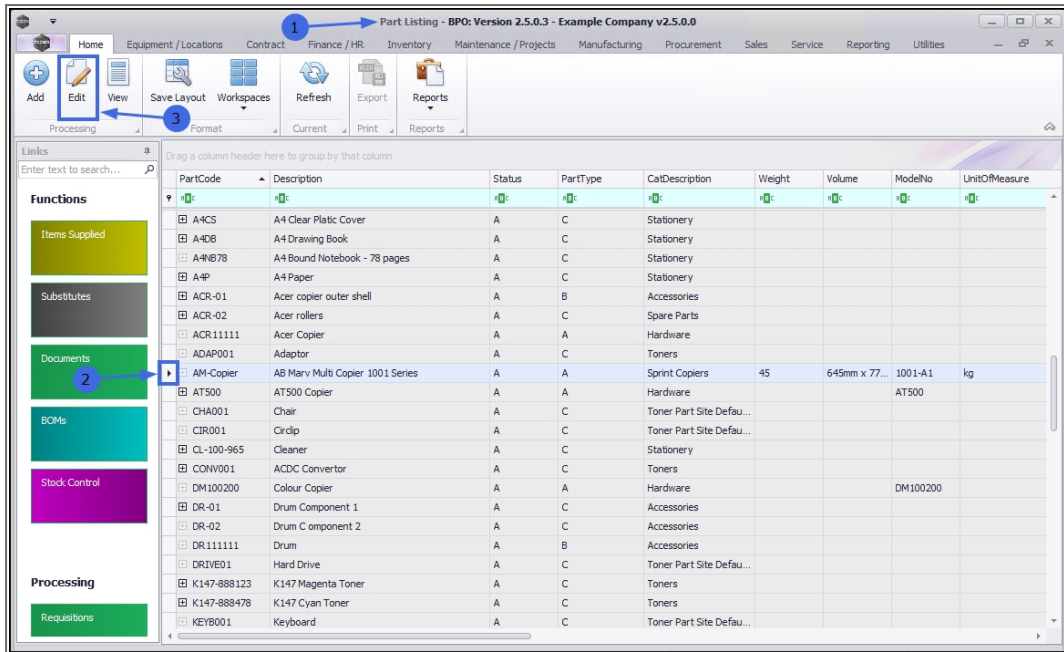 1
Part Listing - BPO: Version 2.5.0.3 - Example Company v2.5.0.0
Home Equipment / Locations Contract Finance / HR Inventory Maintenance / Projects Manufacturing Procurement Sales Service Reporting Utilities
Add Edit View Save Layout Workspaces Refresh Export Reports
3
Processing Format Current Print Reports
Links
Drag a column header here to group by that column
Enter text to search...
PartCode Description Status PartType CatDescription Weight Volume ModelNo UnitOfMeasure
Functions
A4CS A4 Clear Platic Cover A C Stationery
Items Supplied
A4DB A4 Drawing Book A C Stationery
A4NB78 A4 Bound Notebook - 78 pages A C Stationery
A4P A4 Paper A C Stationery
Substitutes
ACR-01 Acer copier outer shell A B Accessories
ACR-02 Acer rollers A C Spare Parts
ACR11111 Acer Copier A A Hardware
Documents
ADAP001 Adaptor A C Toners
2
AM-Copier AB Marv Multi Copier 1001 Series A A Sprint Copiers 45 645mm x 77... 1001-A1 kg
AT500 AT500 Copier A A Hardware AT500
CHA001 Chair A C Toner Part Site Defau...
BOMs
CIR001 Circlip A C Toner Part Site Defau...
CL-100-965 Cleaner A C Stationery
CONV001 ACDC Convertor A C Toners
Stock Control
DM100200 Colour Copier A A Hardware DM100200
DR-01 Drum Component 1 A C Accessories
DR-02 Drum C omponent 2 A C Accessories
DR111111 Drum A B Accessories
DRIVE01 Hard Drive A C Toner Part Site Defau...
Processing
K147-888123 K147 Magenta Toner A C Toners
K147-888478 K147 Cyan Toner A C Toners
Requisitions
KEYB001 Keyboard A C Toner Part Site Defau...